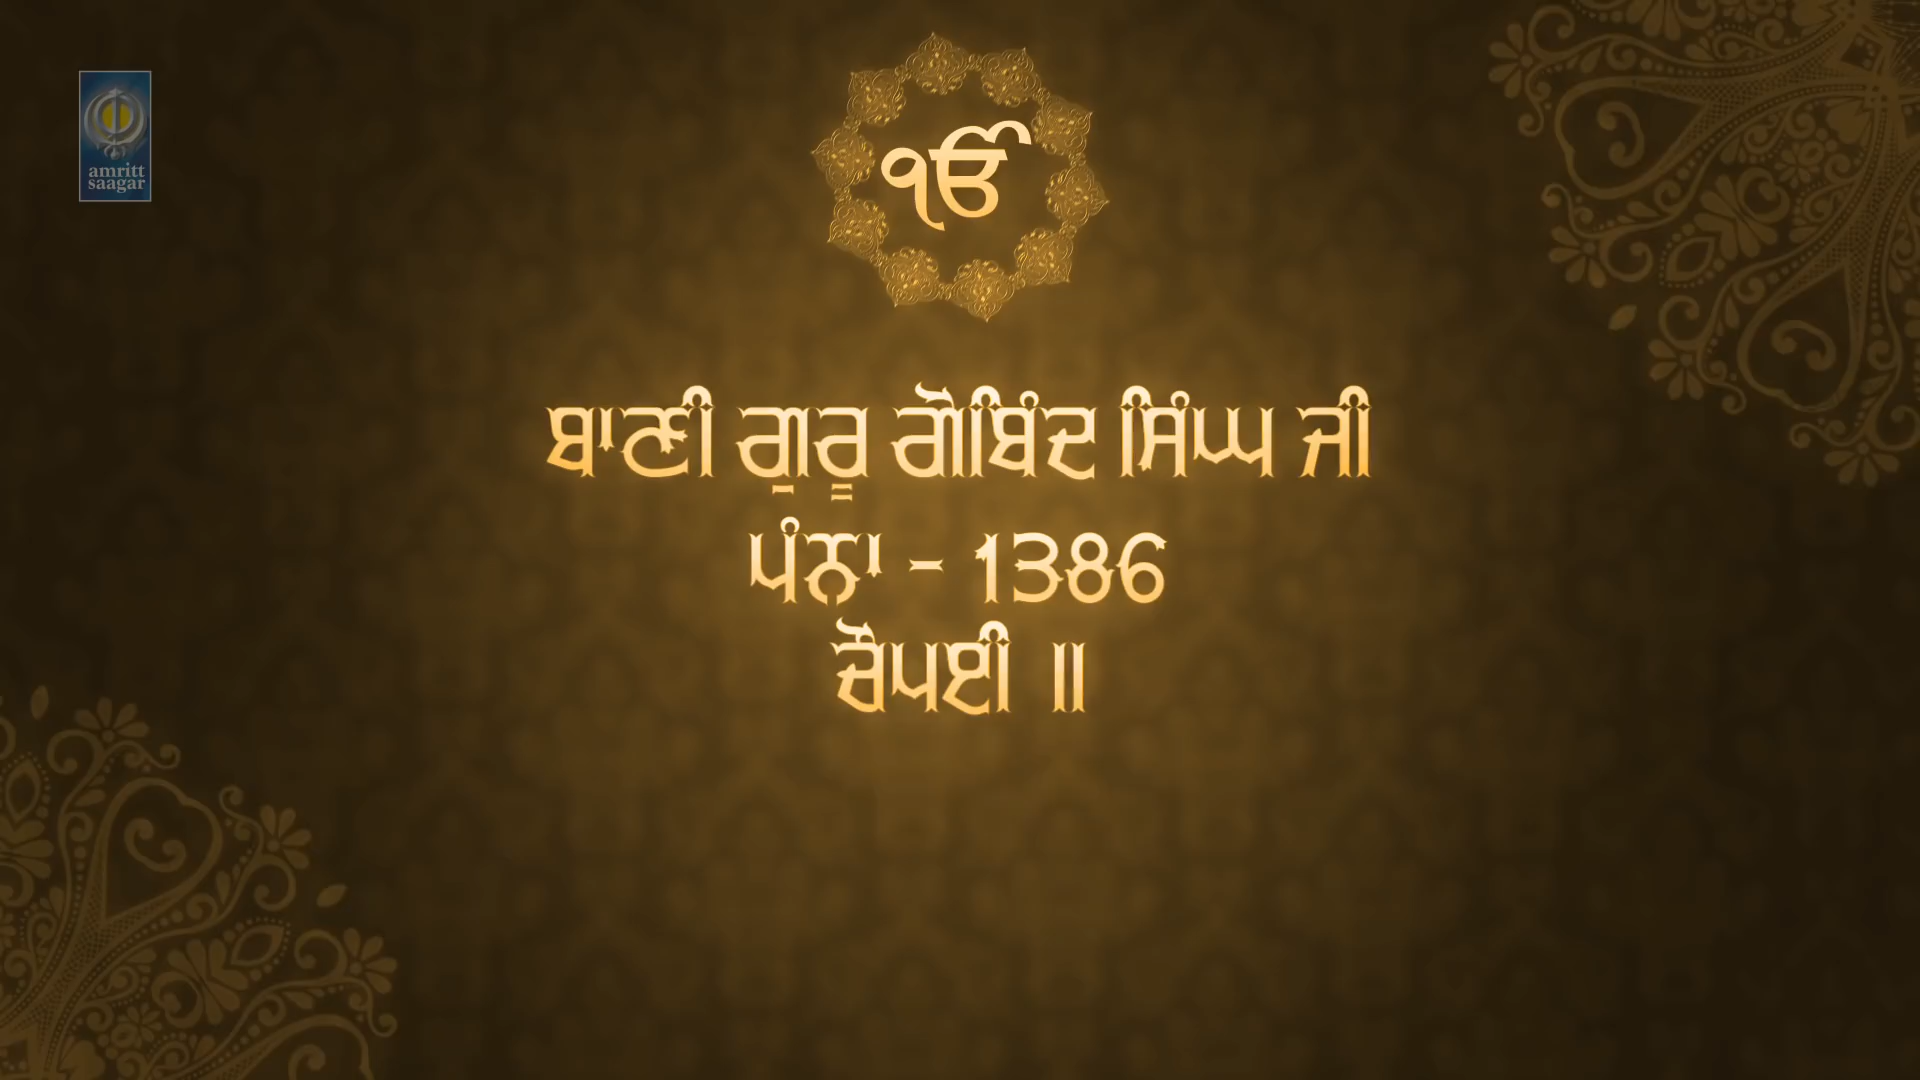 amritt
saagar
ੴ
ਬਾਣੀ ਗੁਰੂ ਗੋਬਿੰਦ ਸਿੰਘ ਜੀ
ਪੰਨਾ - 1386
ਚੌਪਈ ॥